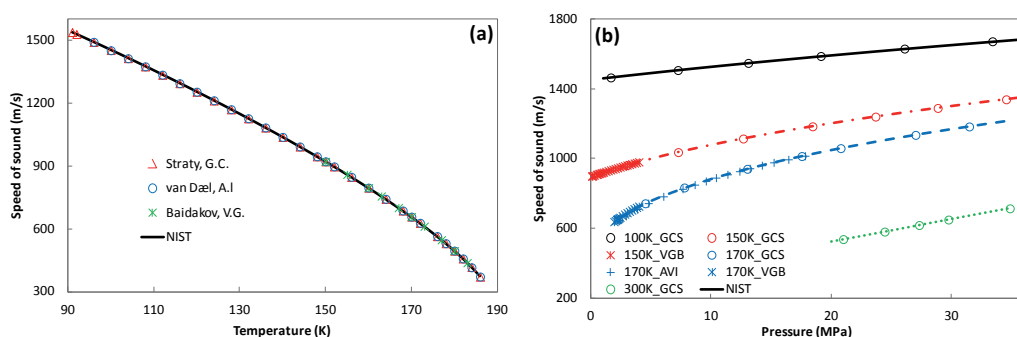 (a)
Speed of sound (m/s)
1500
1200
900
600
300
Straty, G.C.
van Dæl, A.I
Baidakov, V.G.
NIST
90 110 130 150 170 190
Temperature (K)
(b)
Speed of sound (m/s)
1800
1400
1000
600
200
100K_GCS 150K_GCS
150K_VGB 170K_GCS
170K_AVI 170K_VGB
300K_GCS NIST
0 10 20 30
Pressure (MPa)